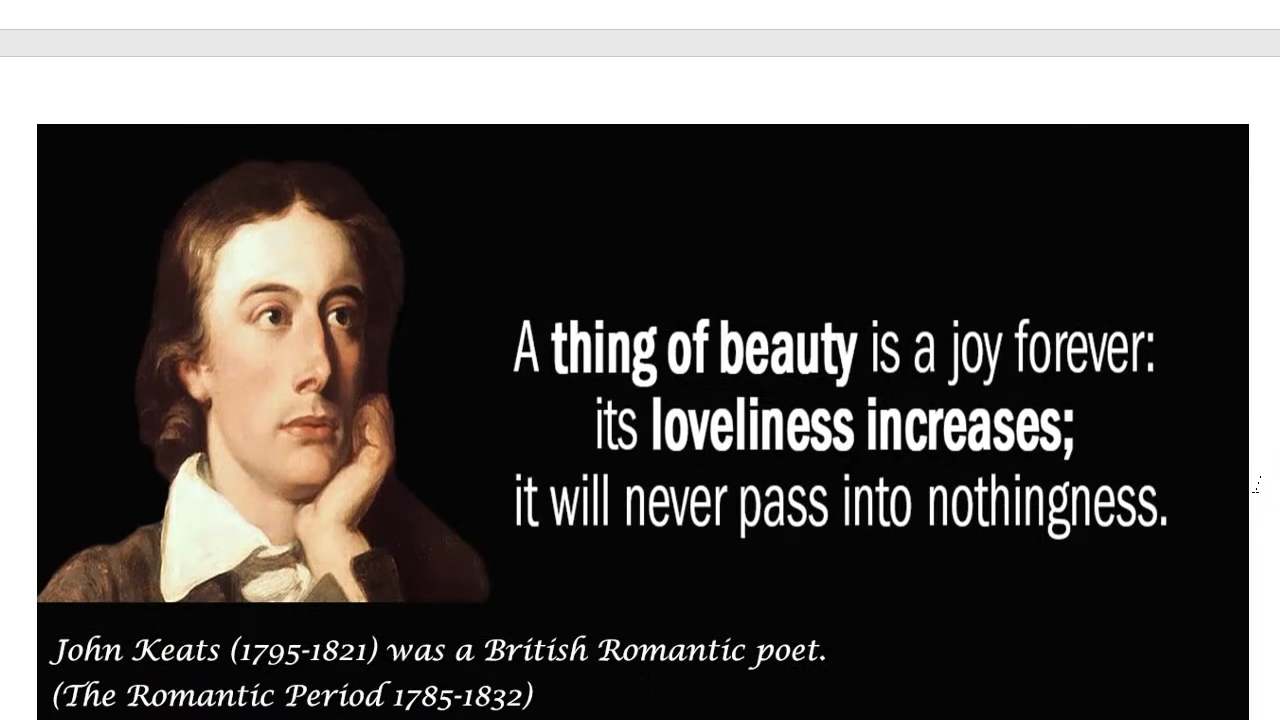 A thing of beauty is a joy forever:
its loveliness increases;
it will never pass into nothingness.
John Keats (1795-1821) was a British Romantic poet.
(The Romantic Period 1785-1832)